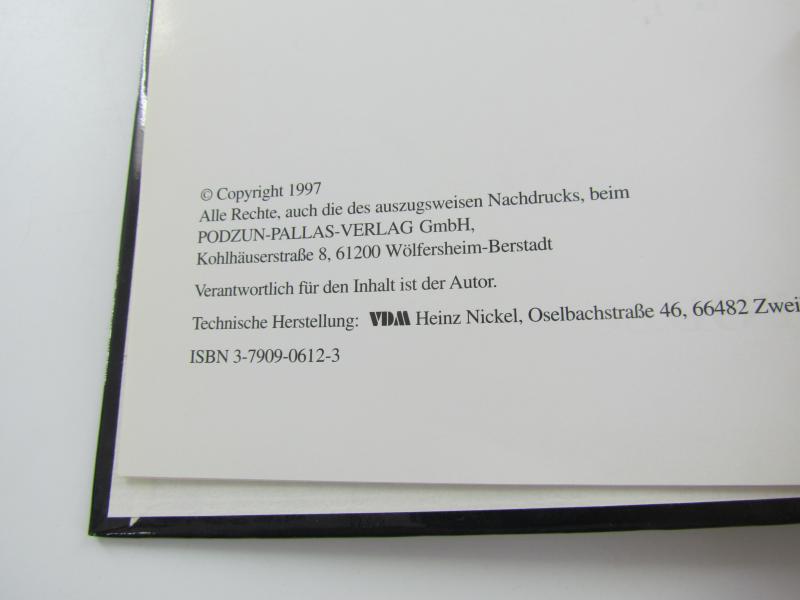 © Copyright 1997
Alle Rechte, auch die des auszugsweisen Nachdrucks, beim
PODZUN-PALLAS-VERLAG GmbH,
Kohlhäuserstraße 8, 61200 Wölfersheim-Berstadt
Verantwortlich für den Inhalt ist der Autor.
Technische Herstellung: VDM Heinz Nickel, Oselbachstraße 46, 66482 Zwei
ISBN 3-7909-0612-3